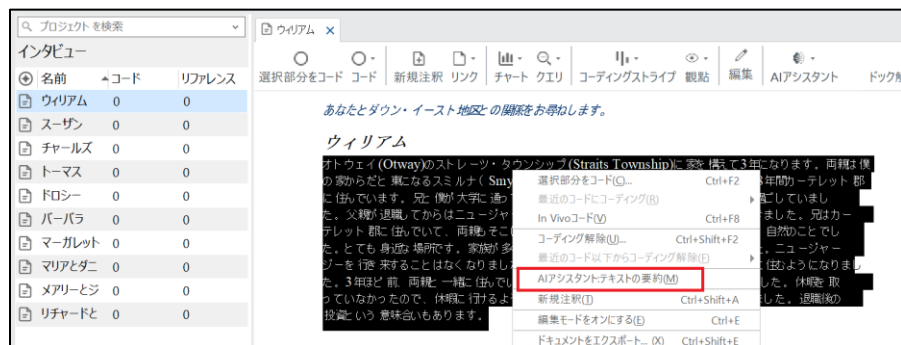 プロジェクトを検索
インタビュー
名前 コード リファレンス
ウィリアム 0 0
スーザン 0 0
チャールズ 0 0
トーマス 0 0
ドロシー 0 0
バーバラ 0 0
マーガレット 0 0
マリアとダニ 0 0
メアリーとジ 0 0
リチャードと 0 0
ウィリアム
選択部分をコード コード 新規注釈 リンク チャート クエリ コーディングストライプ 観点 編集 AIアシスタント ドック解
あなたとダウン・イースト地区との関係をお尋ねします。
ウィリアム
オトウェイ(Otway)のストレーツ・タウンシップ(Straits Township)に家を構えて3年になります。両親は僕
の家からだと東になるスミルナ( Smy 年間カーテレット郡
に住んでいます。兄と僕が大学に通っ ごしていまし
た。父親が退職してからはニュージャ ました。兄はカー
テレット郡に住んでいて、両親もそこ 自然のことでし
た。とても身近な場所です。家族が多 。ニュージャー
ジーを行き来することはなくなりまし に住むようになりまし
た。3年ほど前、両親と一緒に住んでい した。休暇を取
っていなかったので、休暇に行けるよ した。退職後の
投資という意味合いもあります。
選択部分をコード(C)... Ctrl+F2
最近のコードにコーディング(R)
In Vivoコード(V) Ctrl+F8
コーディング解除(U)... Ctrl+Shift+F2
最近のコード以下からコーディング解除(F)
AIアシスタント:テキストの要約(M)
新規注釈(T) Ctrl+Shift+A
編集モードをオンにする(E) Ctrl+E
ドキュメントをエクスポート... (X) Ctrl+Shift+E